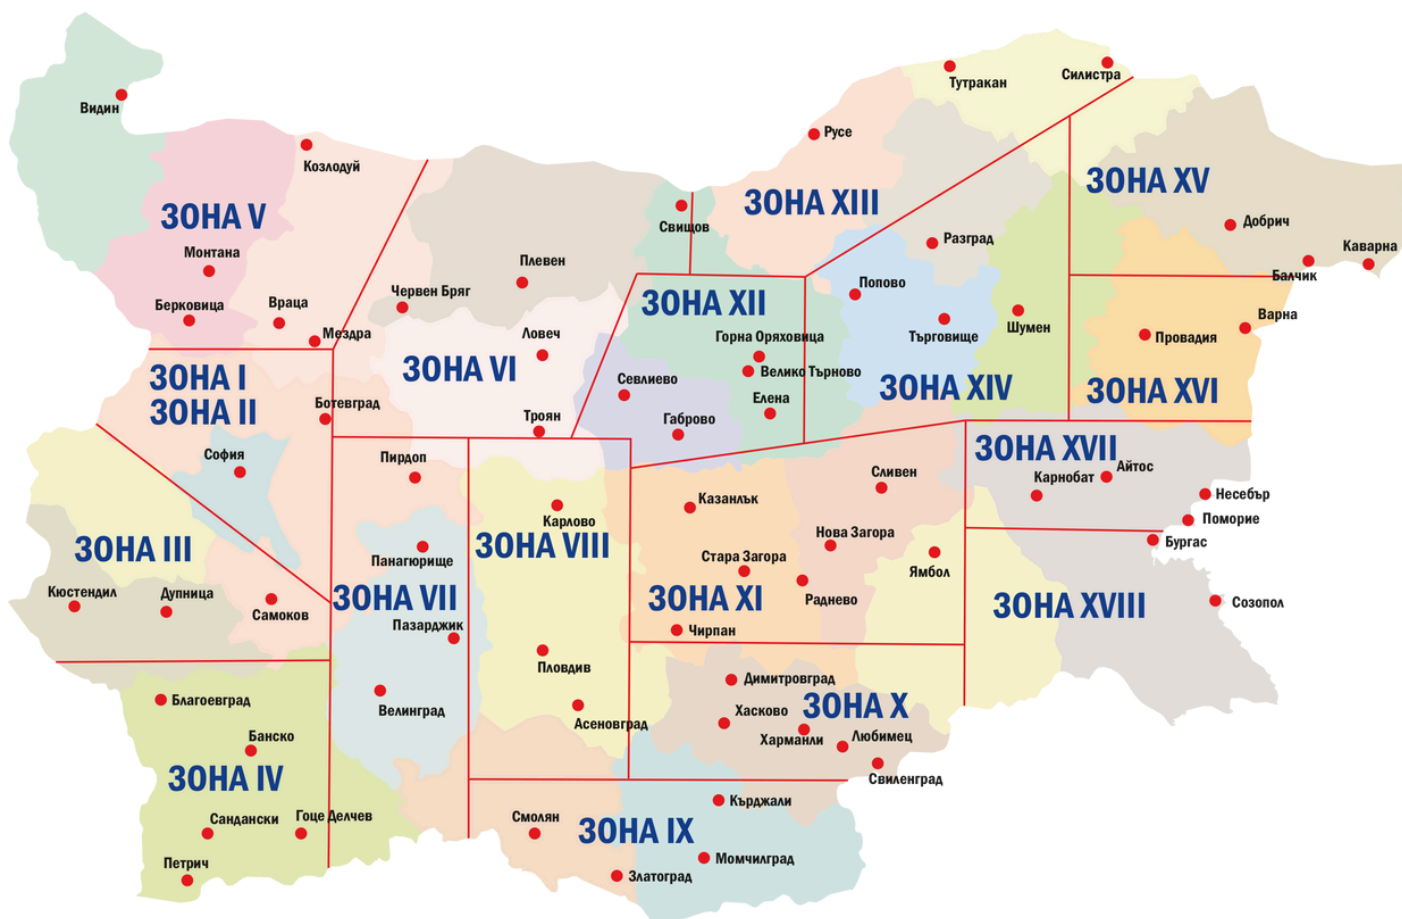 Тутракан
Силистра
Видин
Русе
Козлодуй
ЗОНА XV
ЗОНА V
ЗОНА XIII
Свищов
Добрич
Разград
Каварна
Монтана
Плевен
Балчик
Попово
Червен Бряг
ЗОНА XII
Берковица
Враца
Мездра
Ловеч
Горна Оряховица
Търговище
Шумен
Варна
Провадия
ЗОНА I
ЗОНА II
ЗОНА VI
Велико Търново
Севлиево
ЗОНА XIV
ЗОНА XVI
Ботевград
Елена
Троян
Габрово
ЗОНА XVII
София
Пирдоп
Сливен
Карнобат
Айтос
Казанлък
Несебър
Карлово
Поморие
Нова Загора
Бургас
ЗОНА III
Панагюрище
ЗОНА VIII
Стара Загора
Ямбол
Кюстендил
Дупница
Самоков
ЗОНА VII
ЗОНА XI
Раднево
ЗОНА XVIII
Созопол
Пазарджик
Чирпан
Пловдив
Димитровград
Благоевград
Велинград
Асеновград
Хасково
ЗОНА X
Харманли
Любимец
Банско
Свиленград
ЗОНА IV
Кърджали
Сандански
Гоце Делчев
Смолян
ЗОНА IX
Момчилград
Петрич
Златоград